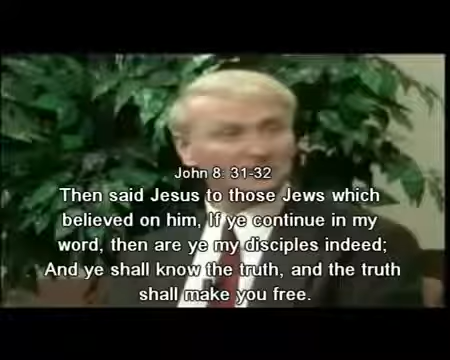 John 8: 31-32
Then said Jesus to those Jews which
believed on him, If ye continue in my
word, then are ye my disciples indeed;
And ye shall know the truth, and the truth
shall make you free.